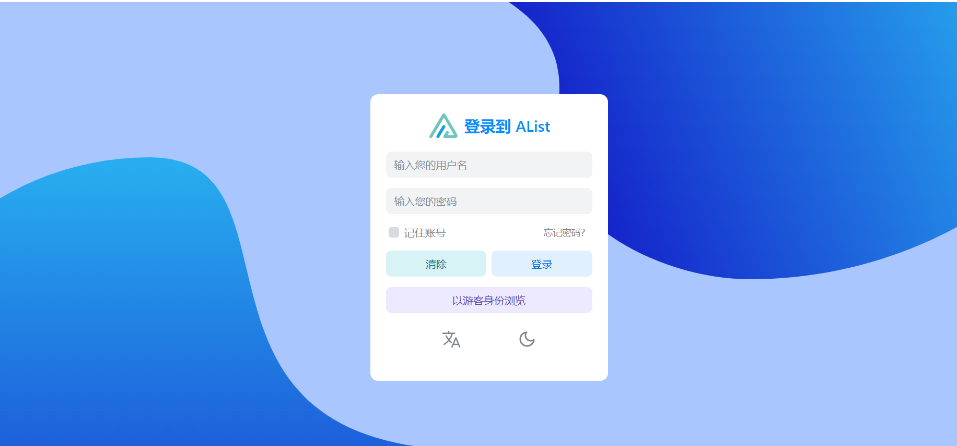 登录到 AList
输入您的用户名
输入您的密码
记住账号 忘记密码?
清除 登录
以游客身份浏览